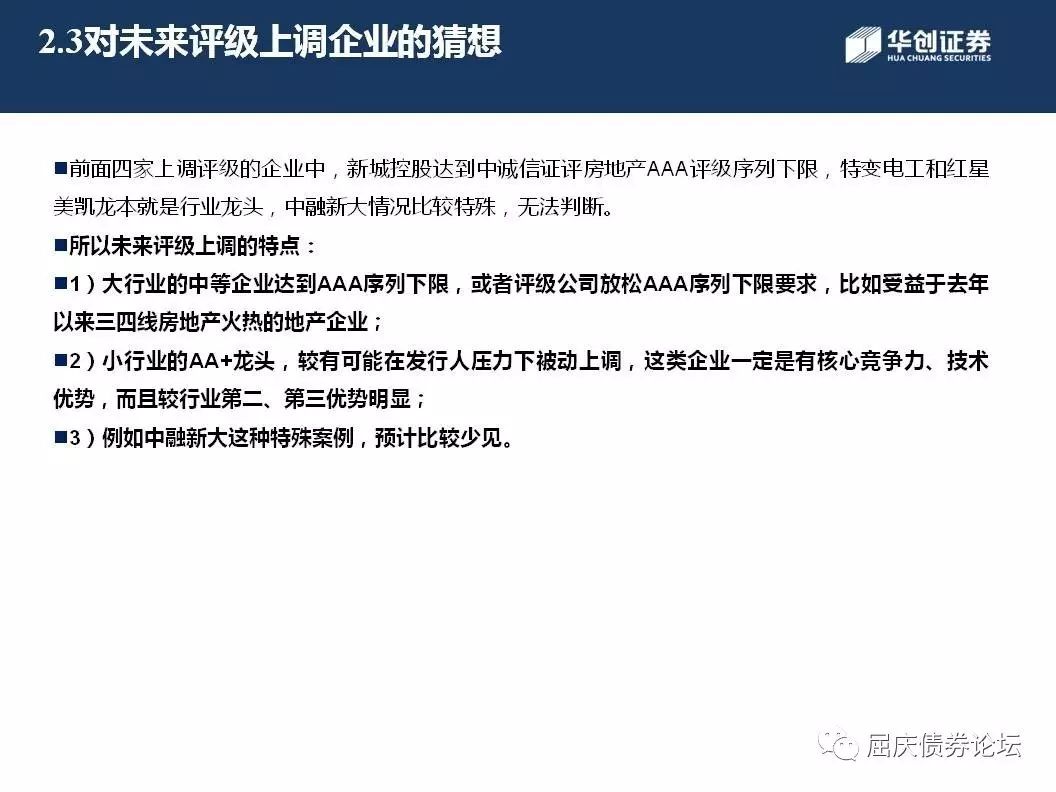 2.3对未来评级上调企业的猜想
华创证券
HUA CHUANG SECURITIES
■前面四家上调评级的企业中，新城控股达到中诚信证评房地产AAA评级序列下限，特变电工和红星
美凯龙本就是行业龙头，中融新大情况比较特殊，无法判断。
■所以未来评级上调的特点：
■1）大行业的中等企业达到AAA序列下限，或者评级公司放松AAA序列下限要求，比如受益于去年
以来三四线房地产火热的地产企业；
■2）小行业的AA+龙头，较有可能在发行人压力下被动上调，这类企业一定是有核心竞争力、技术
优势，而且较行业第二、第三优势明显；
■3）例如中融新大这种特殊案例，预计比较少见。
屈庆债券论坛